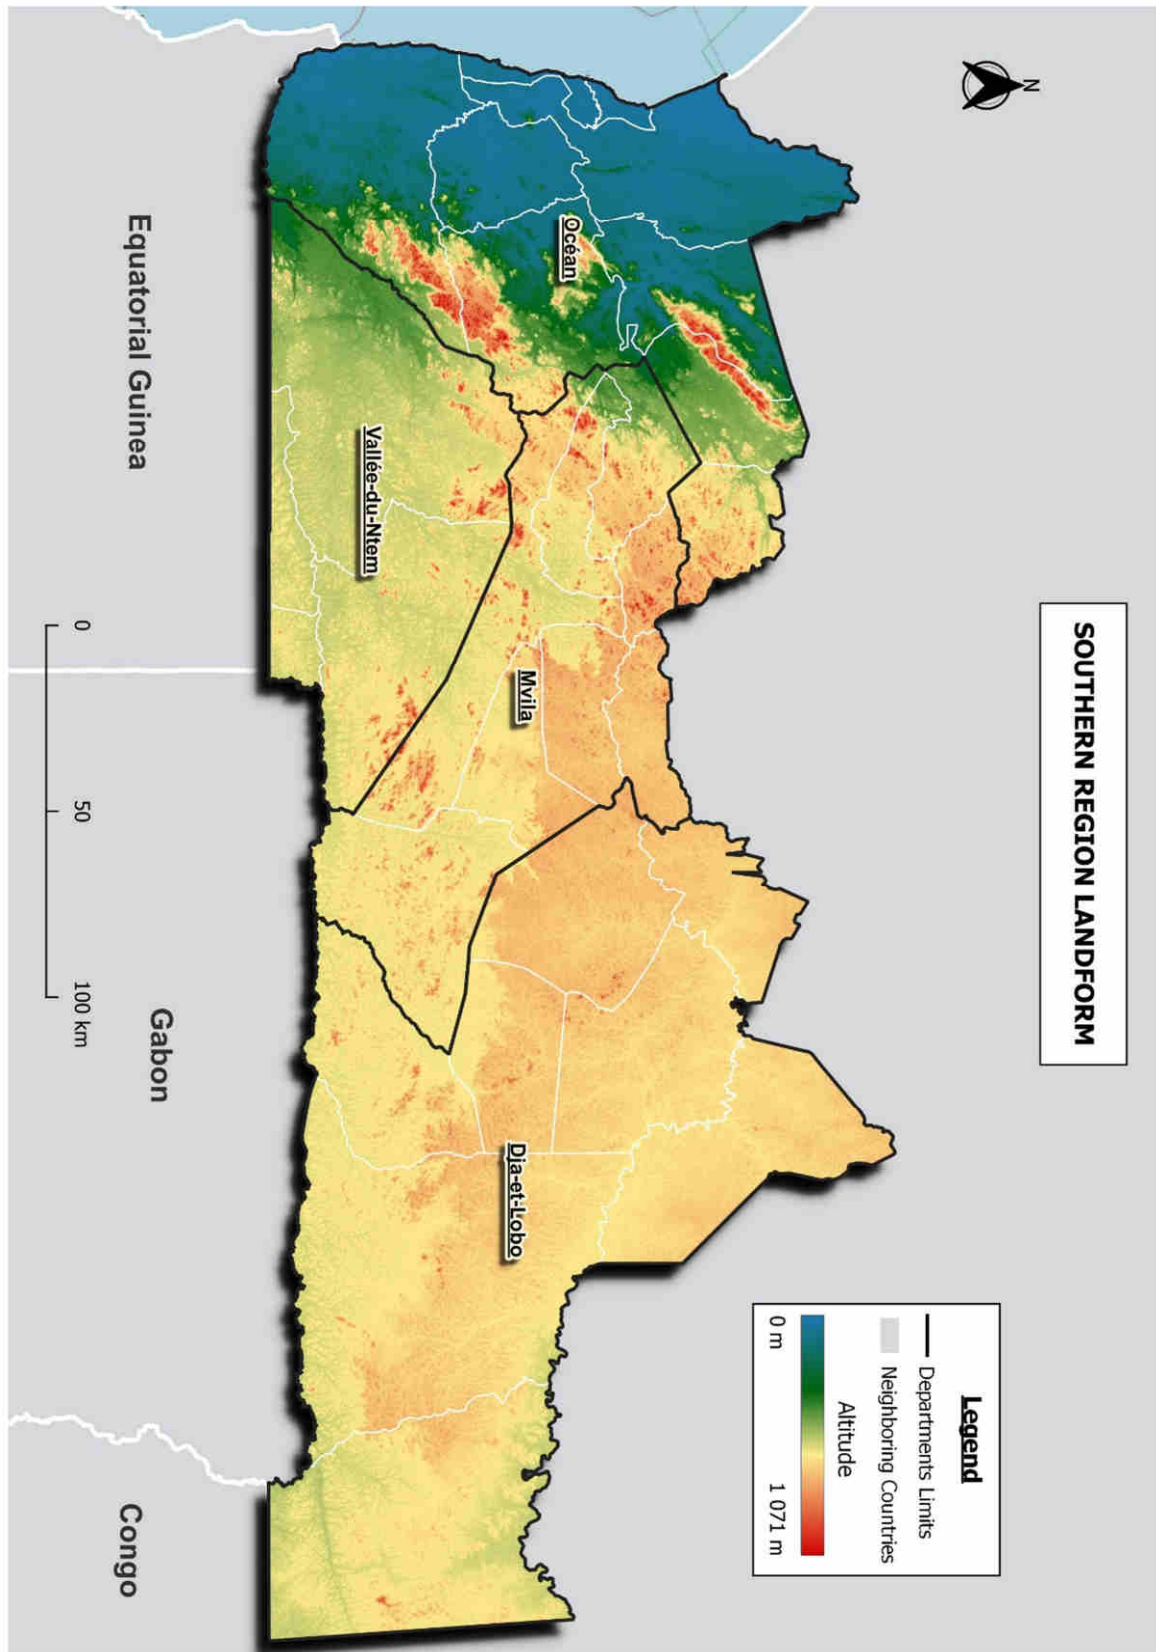 SOUTHERN REGION LANDFORM
N
Océan
Vallée-du-Ntem
Mvila
Dja-et-Lobo
Equatorial Guinea
Gabon
Congo
0 50 100 km
Legend
Departments Limits
Neighboring Countries
Altitude
0 m 1 071 m